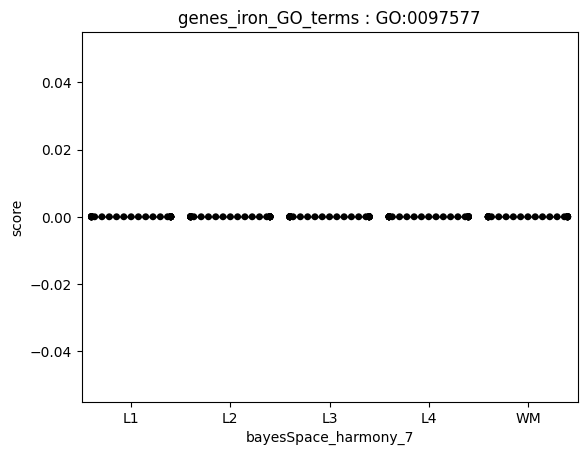 genes_iron_GO_terms : GO:0097577
0.04
0.02
0.00
−0.02
−0.04
score
L1 L2 L3 L4 WM
bayesSpace_harmony_7